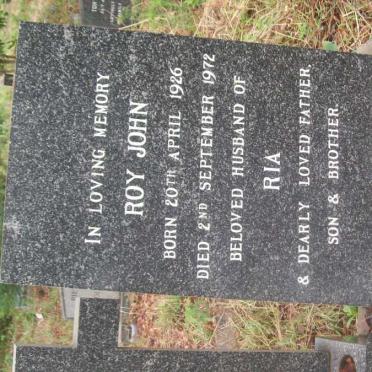 IN LOVING MEMORY
ROY JOHN
BORN 20TH APRIL 1926
DIED 2ND SEPTEMBER 1972
BELOVED HUSBAND OF
RIA
& DEARLY LOVED FATHER,
SON & BROTHER.